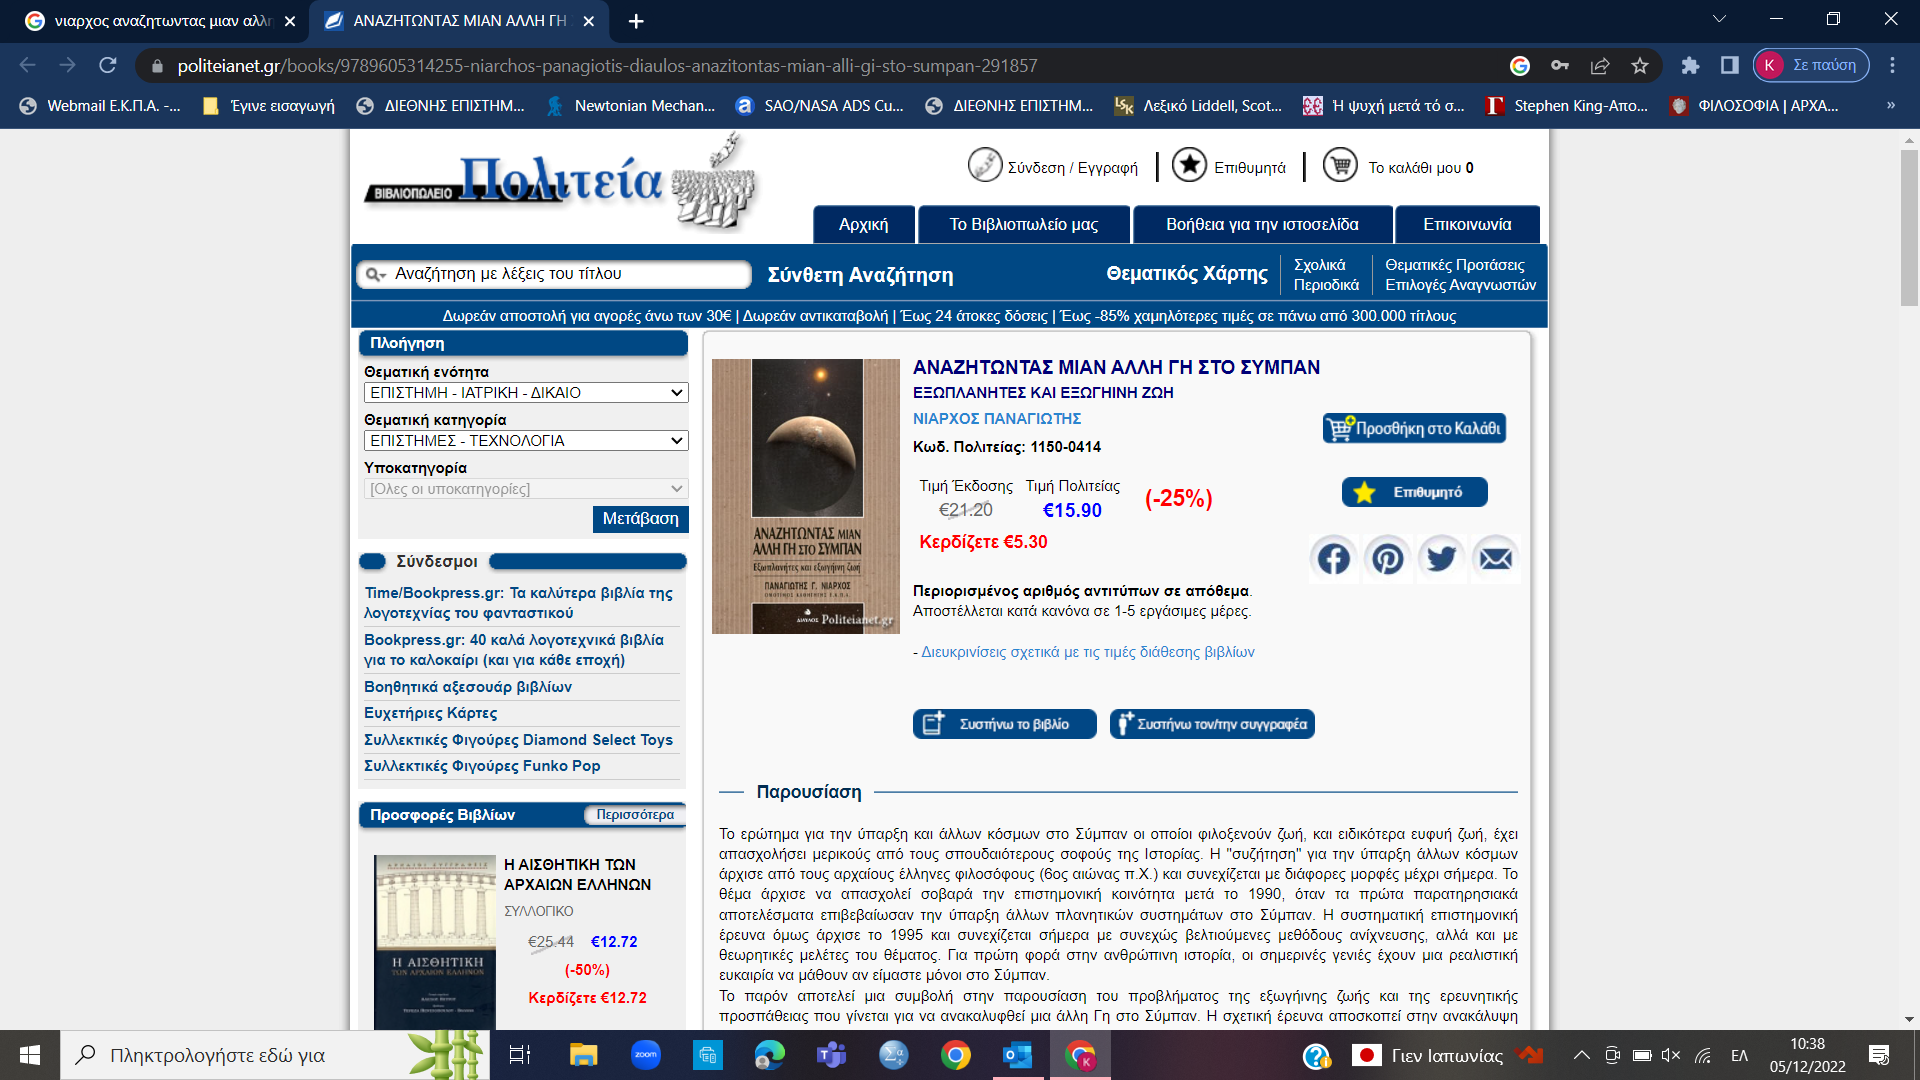 νιαρχος αναζητωντας μιαν αλλη
ΑΝΑΖΗΤΩΝΤΑΣ ΜΙΑΝ ΑΛΛΗ ΓΗ
politeianet.gr/books/9789605314255-niarchos-panagiotis-diaulos-anazitontas-mian-alli-gi-sto-sumpan-291857
K Σε παύση
Webmail Ε.Κ.Π.Α. -...
Έγινε εισαγωγή
ΔΙΕΘΝΗΣ ΕΠΙΣΤΗΜ...
Newtonian Mechan...
SAO/NASA ADS Cu...
ΔΙΕΘΝΗΣ ΕΠΙΣΤΗΜ...
Λεξικό Liddell, Scot...
Ή ψυχή μετά τό σ...
Stephen King-Απο...
ΦΙΛΟΣΟΦΙΑ | ΑΡΧΑ...
»
ΒΙΒΛΙΟΠΩΛΕΙΟ Πολιτεία
Σύνδεση / Εγγραφή
Επιθυμητά
Το καλάθι μου 0
Αρχική
Το Βιβλιοπωλείο μας
Βοήθεια για την ιστοσελίδα
Επικοινωνία
Αναζήτηση με λέξεις του τίτλου
Σύνθετη Αναζήτηση
Θεματικός Χάρτης
Σχολικά
Περιοδικά
Θεματικές Προτάσεις
Επιλογές Αναγνωστών
Δωρεάν αποστολή για αγορές άνω των 30€ | Δωρεάν αντικαταβολή | Έως 24 άτοκες δόσεις | Έως -85% χαμηλότερες τιμές σε πάνω από 300.000 τίτλους
Πλοήγηση
Θεματική ενότητα
ΕΠΙΣΤΗΜΗ - ΙΑΤΡΙΚΗ - ΔΙΚΑΙΟ
Θεματική κατηγορία
ΕΠΙΣΤΗΜΕΣ - ΤΕΧΝΟΛΟΓΙΑ
Υποκατηγορία
[Όλες οι υποκατηγορίες]
Μετάβαση
Σύνδεσμοι
Time/Bookpress.gr: Τα καλύτερα βιβλία της
λογοτεχνίας του φανταστικού
Bookpress.gr: 40 καλά λογοτεχνικά βιβλία
για το καλοκαίρι (και για κάθε εποχή)
Βοηθητικά αξεσουάρ βιβλίων
Ευχετήριες Κάρτες
Συλλεκτικές Φιγούρες Diamond Select Toys
Συλλεκτικές Φιγούρες Funko Pop
Προσφορές Βιβλίων
Περισσότερα
ΑΡΧΑΙΟΙ ΣΥΓΓΡΑΦΕΙΣ
Η ΑΙΣΘΗΤΙΚΗ
ΤΩΝ ΑΡΧΑΙΩΝ ΕΛΛΗΝΩΝ
Η ΑΙΣΘΗΤΙΚΗ ΤΩΝ
ΑΡΧΑΙΩΝ ΕΛΛΗΝΩΝ
ΣΥΛΛΟΓΙΚΟ
€25.44 €12.72
(-50%)
Κερδίζετε €12.72
ΑΝΑΖΗΤΩΝΤΑΣ ΜΙΑΝ
ΑΛΛΗ ΓΗ ΣΤΟ ΣΥΜΠΑΝ
Εξωπλανήτες και εξωγήινη ζωή
ΠΑΝΑΓΙΩΤΗΣ Γ. ΝΙΑΡΧΟΣ
ΟΜΟΤΙΜΟΣ ΚΑΘΗΓΗΤΗΣ Ε.Κ.Π.Α.
ΔΙΑΥΛΟΣ Politeianet.gr
ΑΝΑΖΗΤΩΝΤΑΣ ΜΙΑΝ ΑΛΛΗ ΓΗ ΣΤΟ ΣΥΜΠΑΝ
ΕΞΩΠΛΑΝΗΤΕΣ ΚΑΙ ΕΞΩΓΗΙΝΗ ΖΩΗ
ΝΙΑΡΧΟΣ ΠΑΝΑΓΙΩΤΗΣ
Κωδ. Πολιτείας: 1150-0414
Τιμή Έκδοσης Τιμή Πολιτείας
€21.20 €15.90 (-25%)
Κερδίζετε €5.30
Προσθήκη στο Καλάθι
Επιθυμητό
Περιορισμένος αριθμός αντιτύπων σε απόθεμα.
Αποστέλλεται κατά κανόνα σε 1-5 εργάσιμες μέρες.
- Διευκρινίσεις σχετικά με τις τιμές διάθεσης βιβλίων
Συστήνω το βιβλίο
Συστήνω τον/την συγγραφέα
Παρουσίαση
Το ερώτημα για την ύπαρξη και άλλων κόσμων στο Σύμπαν οι οποίοι φιλοξενούν ζωή, και ειδικότερα ευφυή ζωή, έχει
απασχολήσει μερικούς από τους σπουδαιότερους σοφούς της Ιστορίας. Η "συζήτηση" για την ύπαρξη άλλων κόσμων
άρχισε από τους αρχαίους έλληνες φιλοσόφους (6ος αιώνας π.Χ.) και συνεχίζεται με διάφορες μορφές μέχρι σήμερα. Το
θέμα άρχισε να απασχολεί σοβαρά την επιστημονική κοινότητα μετά το 1990, όταν τα πρώτα παρατηρησιακά
αποτελέσματα επιβεβαίωσαν την ύπαρξη άλλων πλανητικών συστημάτων στο Σύμπαν. Η συστηματική επιστημονική
έρευνα όμως άρχισε το 1995 και συνεχίζεται σήμερα με συνεχώς βελτιούμενες μεθόδους ανίχνευσης, αλλά και με
θεωρητικές μελέτες του θέματος. Για πρώτη φορά στην ανθρώπινη ιστορία, οι σημερινές γενιές έχουν μια ρεαλιστική
ευκαιρία να μάθουν αν είμαστε μόνοι στο Σύμπαν.
Το παρόν αποτελεί μια συμβολή στην παρουσίαση του προβλήματος της εξωγήινης ζωής και της ερευνητικής
προσπάθειας που γίνεται για να ανακαλυφθεί μια άλλη Γη στο Σύμπαν. Η σχετική έρευνα αποσκοπεί στην ανακάλυψη
Πληκτρολογήστε εδώ για
zoom
Γιεν Ιαπωνίας
ΕΛ
10:38
05/12/2022